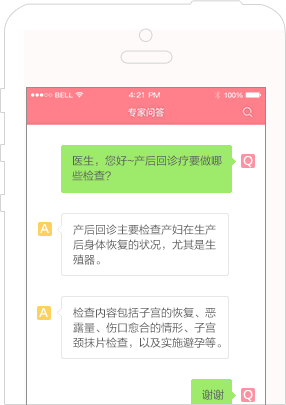 BELL 4:21 PM 100%
专家问答
医生，您好~产后回诊疗要做哪
些检查?
Q
A
产后回诊主要检查产妇在生产
后身体恢复的状况，尤其是生
殖器。
A
检查内容包括子宫的恢复、恶
露量、伤口愈合的情形、子宫
颈抹片检查，以及实施避孕等。
谢谢
Q